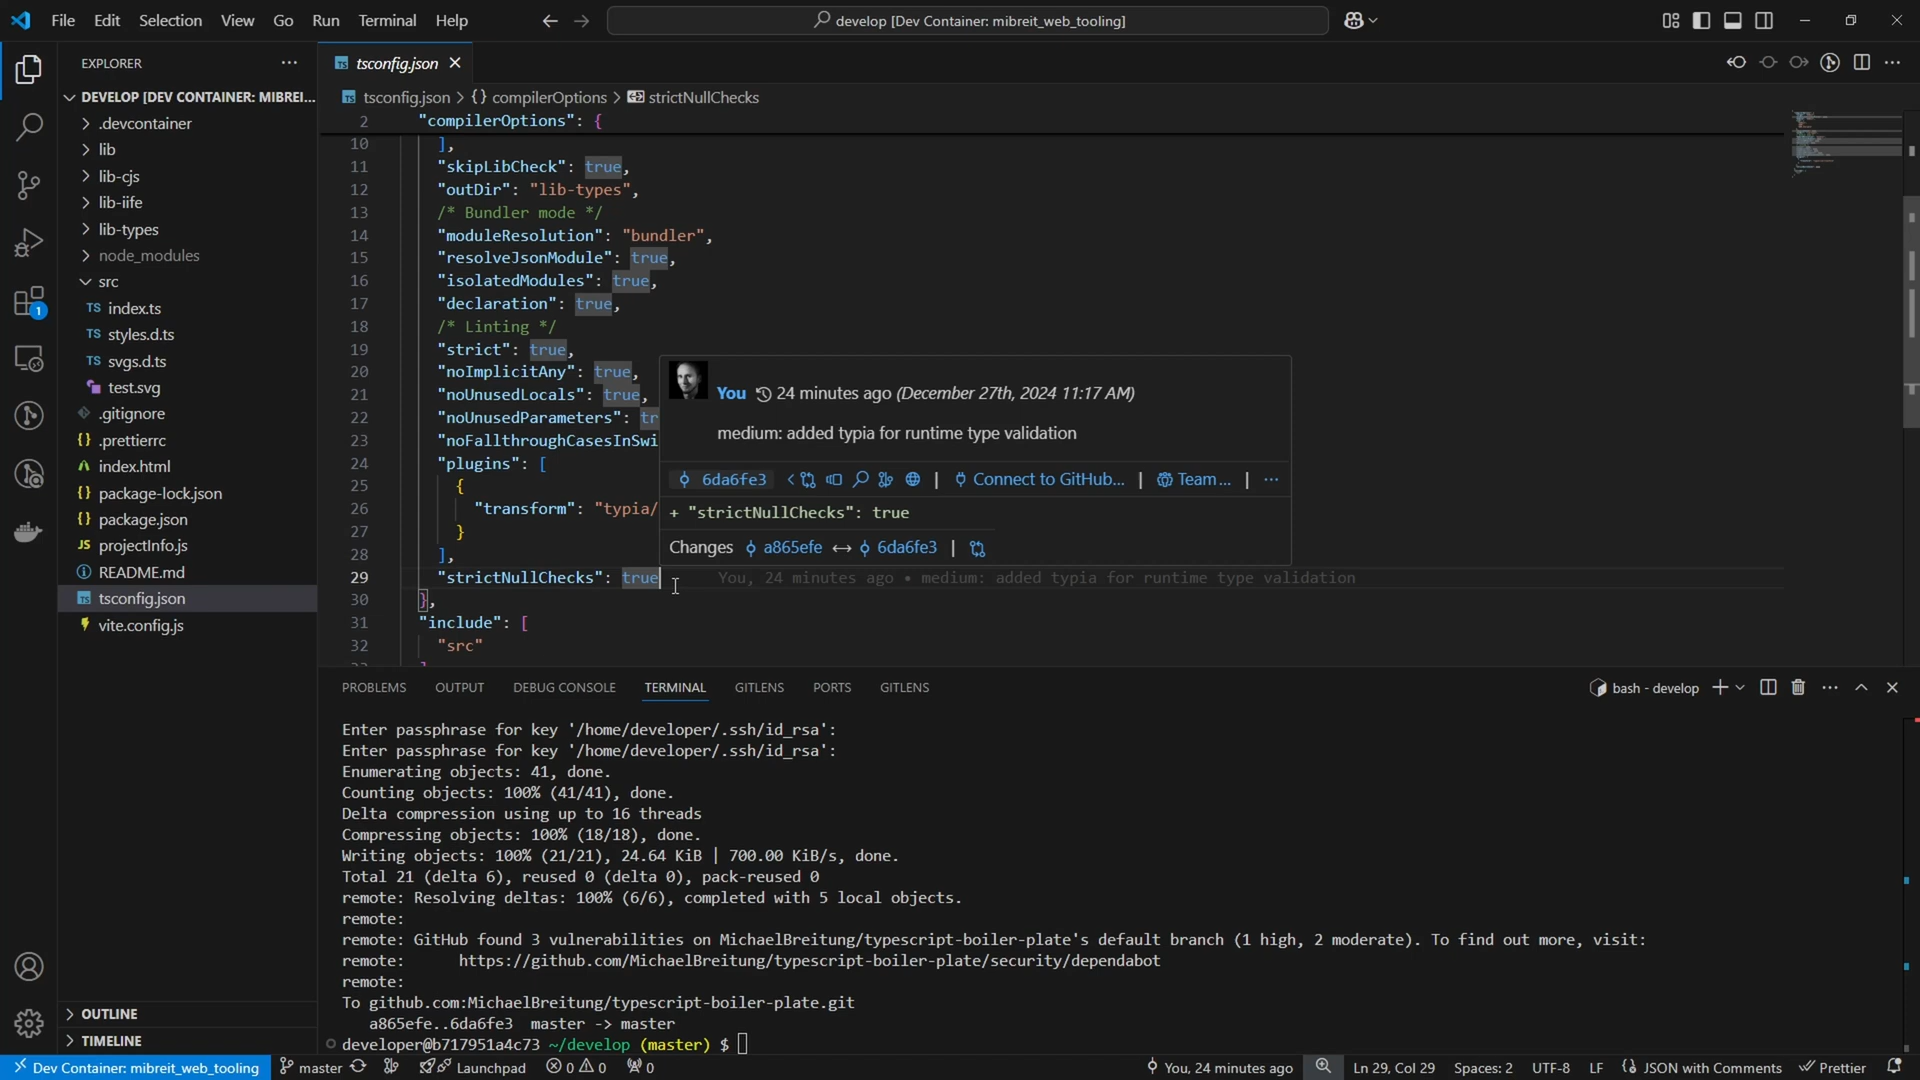 File Edit Selection View Go Run Terminal Help
develop [Dev Container: mibreit_web_tooling]
EXPLORER
DEVELOP [DEV CONTAINER: MIBREI...
.devcontainer
lib
lib-cjs
lib-iife
lib-types
node_modules
src
TS index.ts
TS styles.d.ts
TS svgs.d.ts
test.svg
.gitignore
{} .prettierrc
index.html
{} package-lock.json
{} package.json
JS projectInfo.js
README.md
TS tsconfig.json
vite.config.js
OUTLINE
TIMELINE
1
TS tsconfig.json
TS tsconfig.json > {} compilerOptions > strictNullChecks
2 "compilerOptions": {
10 ],
11 "skipLibCheck": true,
12 "outDir": "lib-types",
13 /* Bundler mode */
14 "moduleResolution": "bundler",
15 "resolveJsonModule": true,
16 "isolatedModules": true,
17 "declaration": true,
18 /* Linting */
19 "strict": true,
20 "noImplicitAny": true,
21 "noUnusedLocals": true,
22 "noUnusedParameters": tr
23 "noFallthroughCasesInSwi
24 "plugins": [
25 {
26 "transform": "typia/
27 }
28 ],
29 "strictNullChecks": true You, 24 minutes ago • medium: added typia for runtime type validation
30 },
31 "include": [
32 "src"
You 24 minutes ago (December 27th, 2024 11:17 AM)
medium: added typia for runtime type validation
6da6fe3 | Connect to GitHub... | Team... | ...
+ "strictNullChecks": true
Changes a865efe ↔ 6da6fe3 |
PROBLEMS OUTPUT DEBUG CONSOLE TERMINAL GITLENS PORTS GITLENS
bash - develop
Enter passphrase for key '/home/developer/.ssh/id_rsa':
Enter passphrase for key '/home/developer/.ssh/id_rsa':
Enumerating objects: 41, done.
Counting objects: 100% (41/41), done.
Delta compression using up to 16 threads
Compressing objects: 100% (18/18), done.
Writing objects: 100% (21/21), 24.64 KiB | 700.00 KiB/s, done.
Total 21 (delta 6), reused 0 (delta 0), pack-reused 0
remote: Resolving deltas: 100% (6/6), completed with 5 local objects.
remote:
remote: GitHub found 3 vulnerabilities on MichaelBreitung/typescript-boiler-plate's default branch (1 high, 2 moderate). To find out more, visit:
remote: https://github.com/MichaelBreitung/typescript-boiler-plate/security/dependabot
remote:
To github.com:MichaelBreitung/typescript-boiler-plate.git
a865efe..6da6fe3 master -> master
developer@b717951a4c73 ~/develop (master) $
Dev Container: mibreit_web_tooling master Launchpad 0 0 0 You, 24 minutes ago Ln 29, Col 29 Spaces: 2 UTF-8 LF {} JSON with Comments Prettier